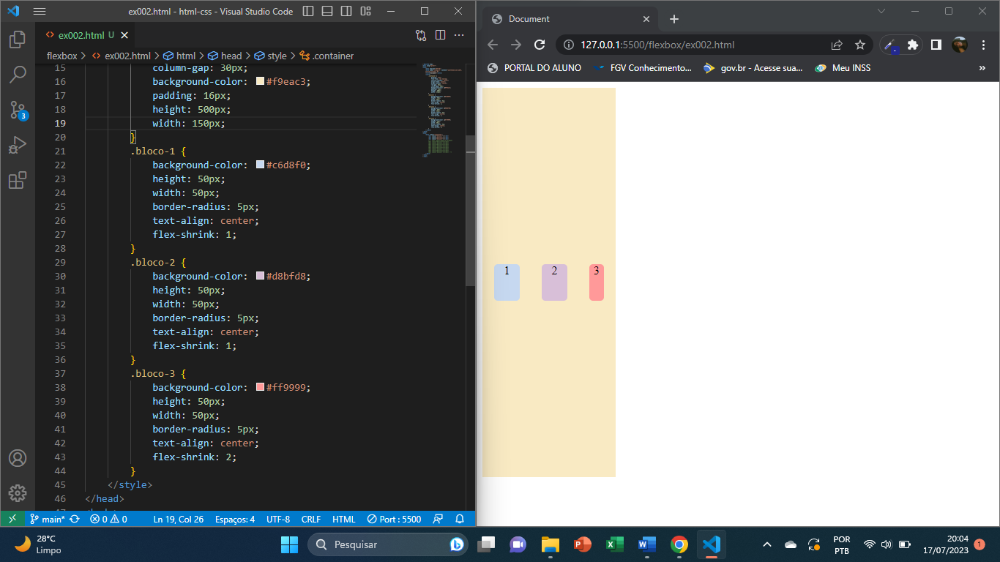 ex002.html - html-css - Visual Studio Code
ex002.html U
flexbox > ex002.html > html > head > style > .container
15 column-gap: 30px;
16 background-color: #f9eac3;
17 padding: 16px;
18 height: 500px;
19 width: 150px;
20 }
21 .bloco-1 {
22 background-color: #c6d8f0;
23 height: 50px;
24 width: 50px;
25 border-radius: 5px;
26 text-align: center;
27 flex-shrink: 1;
28 }
29 .bloco-2 {
30 background-color: #d8bfd8;
31 height: 50px;
32 width: 50px;
33 border-radius: 5px;
34 text-align: center;
35 flex-shrink: 1;
36 }
37 .bloco-3 {
38 background-color: #ff9999;
39 height: 50px;
40 width: 50px;
41 border-radius: 5px;
42 text-align: center;
43 flex-shrink: 2;
44 }
45 </style>
46 </head>
3
main* 0 0 Ln 19, Col 26 Espaços: 4 UTF-8 CRLF HTML Port : 5500
Document
127.0.0.1:5500/flexbox/ex002.html
PORTAL DO ALUNO FGV Conhecimento... gov.br - Acesse sua... Meu INSS »
1 2 3
28°C
Limpo
Pesquisar
POR
PTB
20:04
17/07/2023
1